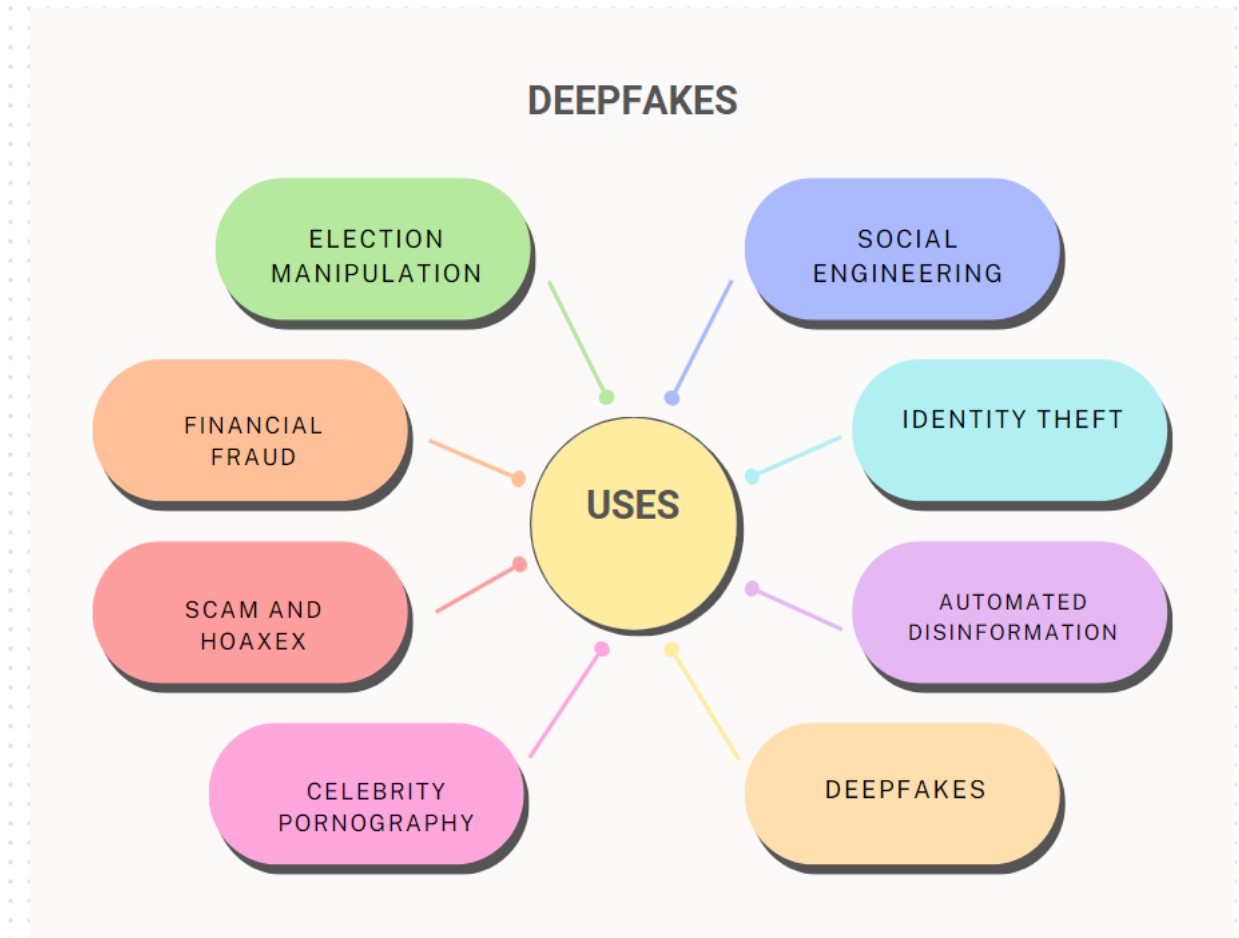 DEEPFAKES
ELECTION
MANIPULATION
SOCIAL
ENGINEERING
FINANCIAL
FRAUD
IDENTITY THEFT
USES
SCAM AND
HOAXEX
AUTOMATED
DISINFORMATION
CELEBRITY
PORNOGRAPHY
DEEPFAKES